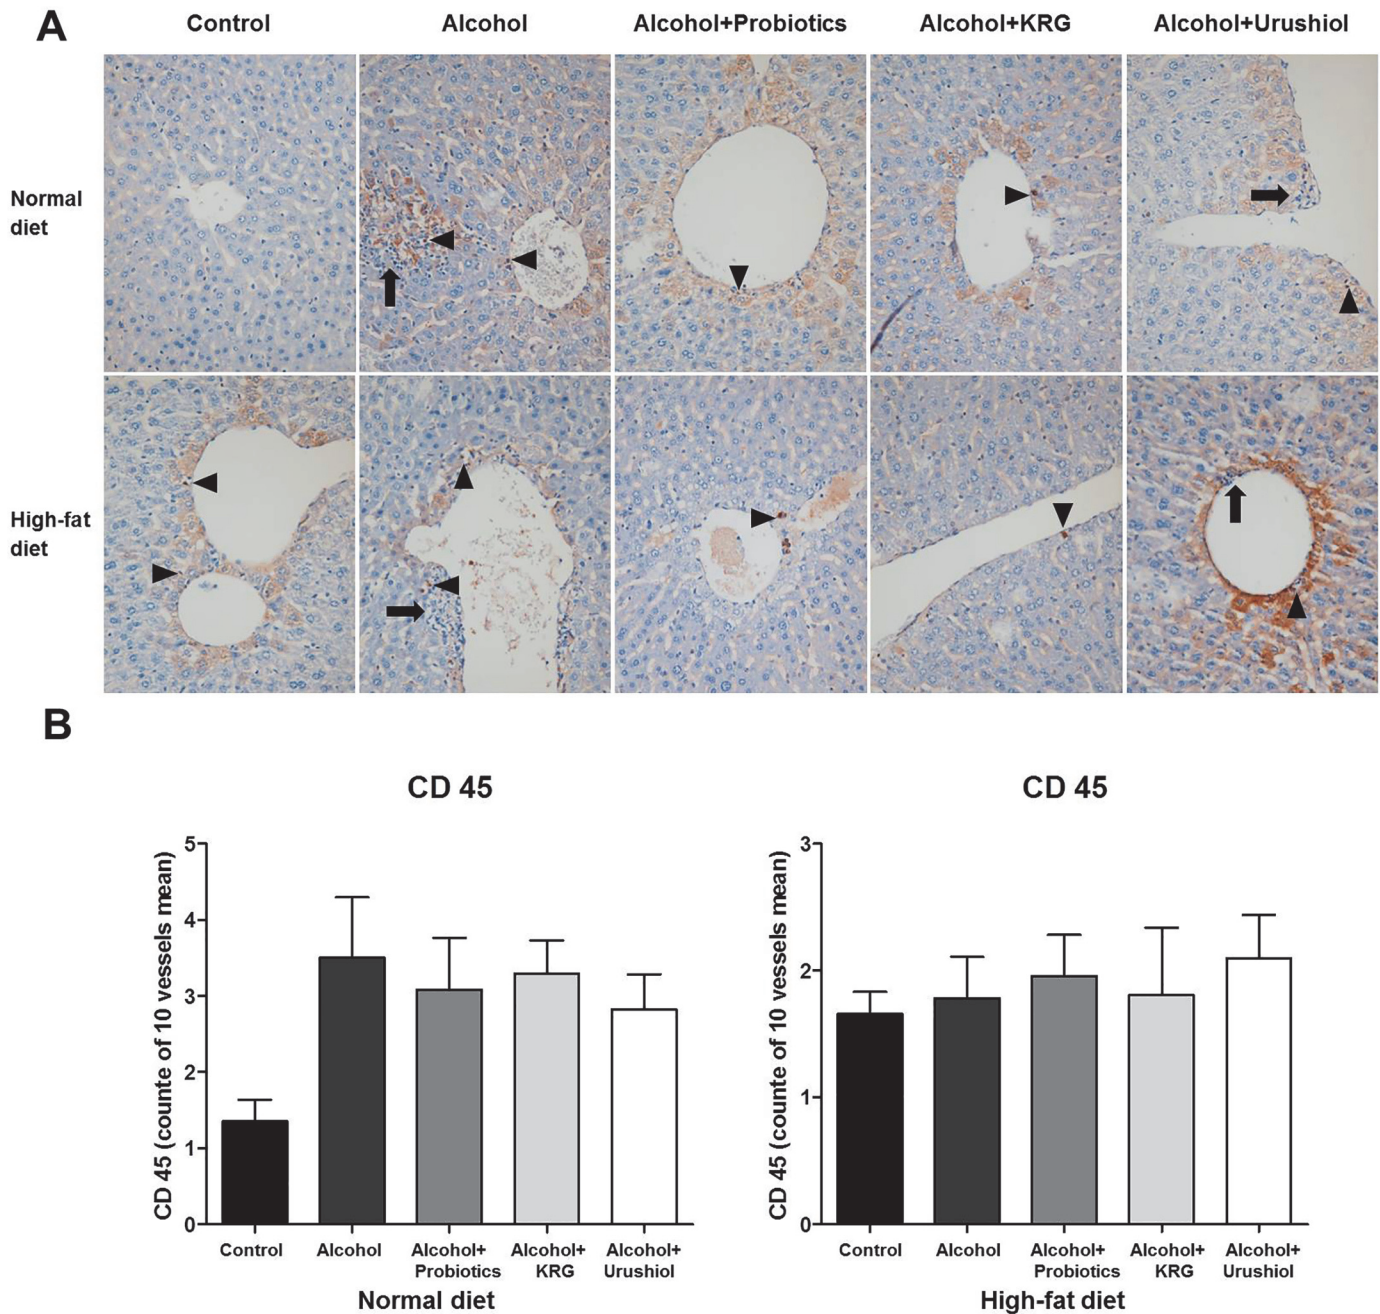 A
Control
Alcohol
Alcohol+Probiotics
Alcohol+KRG
Alcohol+Urushiol
Normal
diet
High-fat
diet
B
CD 45
CD 45 (counte of 10 vessels mean)
5
4
3
2
1
0
Control
Alcohol
Alcohol+
Probiotics
Alcohol+
KRG
Alcohol+
Urushiol
Normal diet
CD 45
CD 45 (counte of 10 vessels mean)
3
2
1
0
Control
Alcohol
Alcohol+
Probiotics
Alcohol+
KRG
Alcohol+
Urushiol
High-fat diet